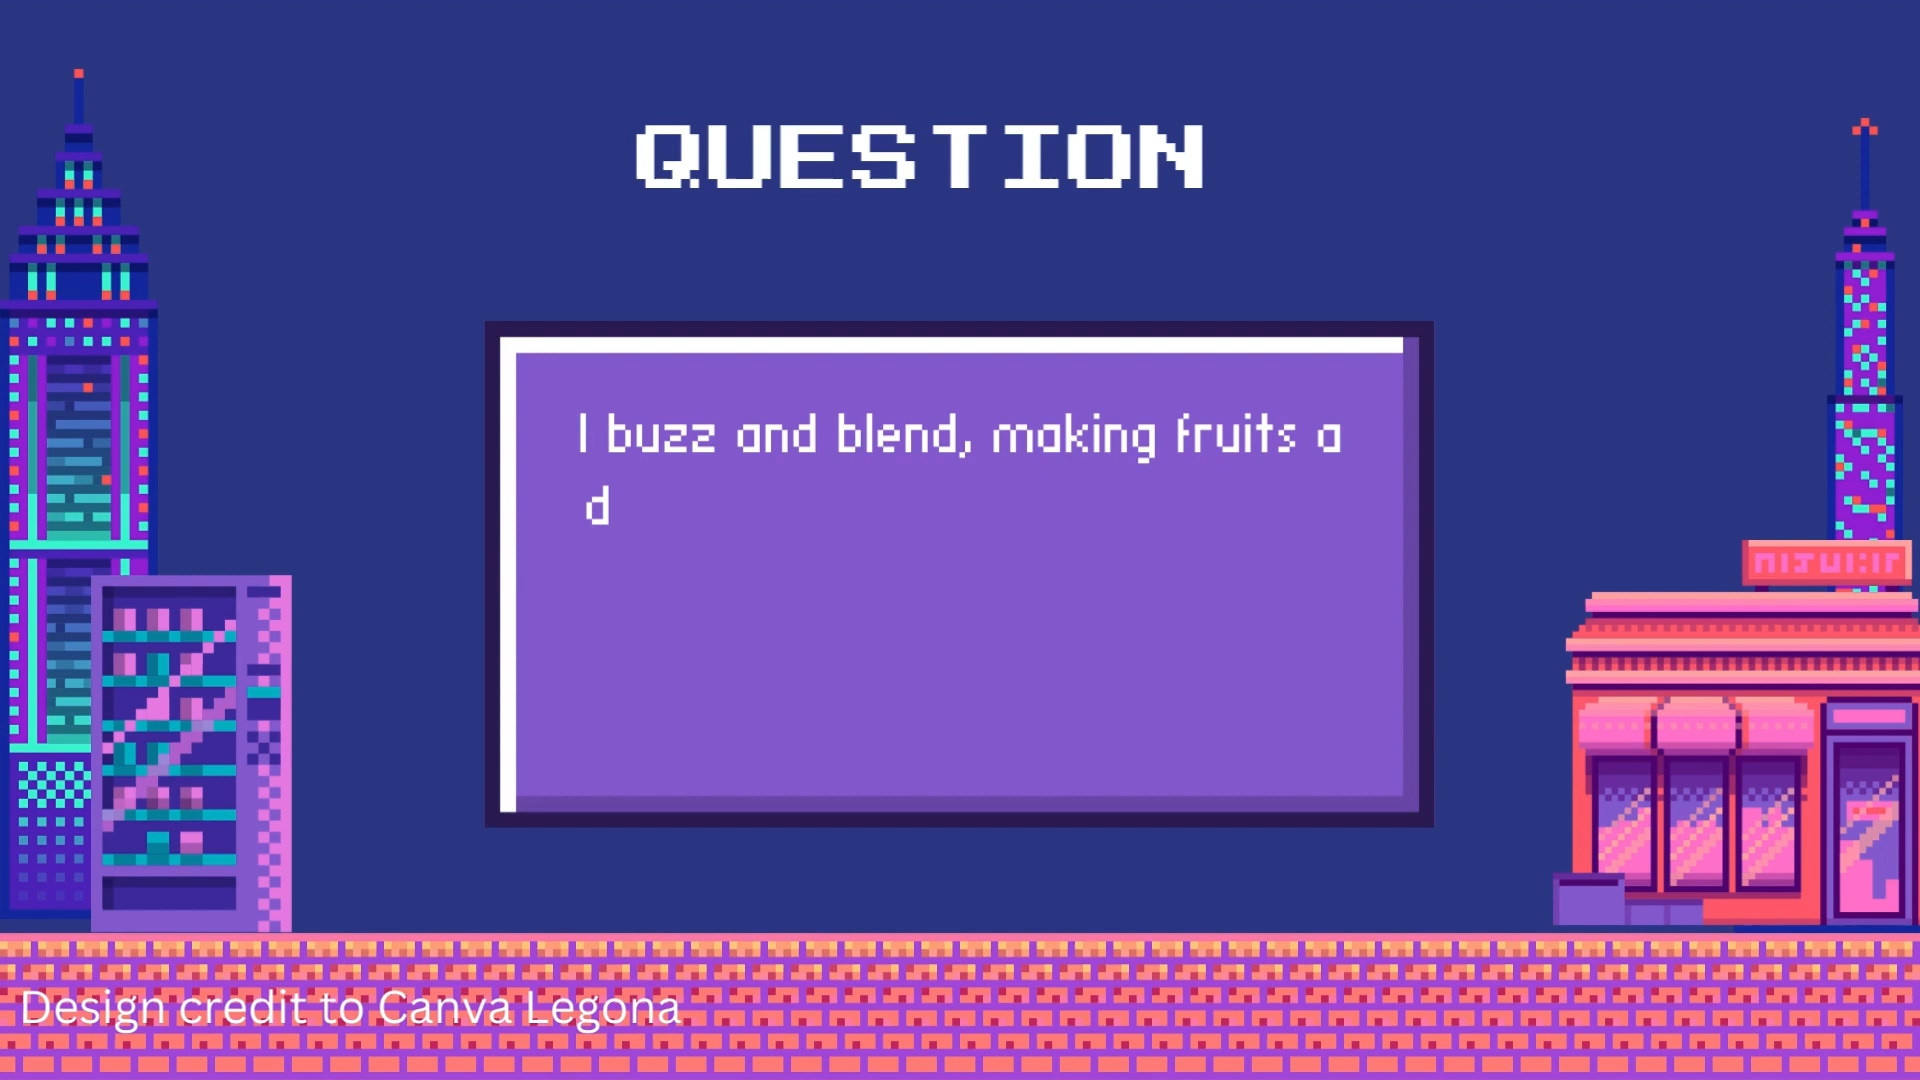 QUESTION
I buzz and blend, making fruits a
d
Design credit to Canva Legona